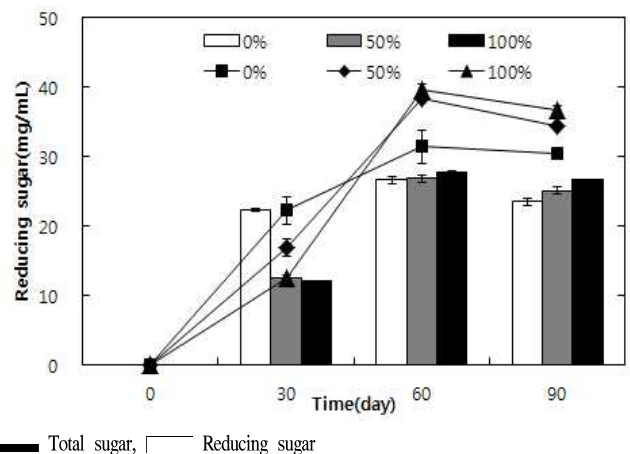 50
0% 50% 100%
0% 50% 100%
40
30
20
10
0
Reducing sugar(mg/mL)
0 30 60 90
Time(day)
Total sugar, Reducing sugar